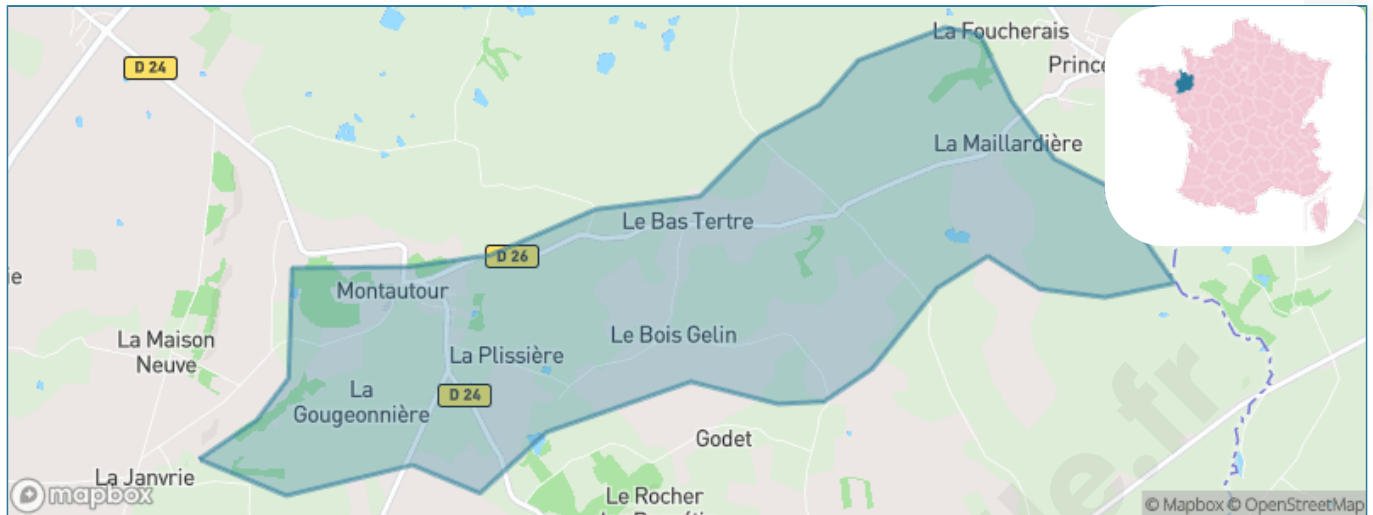 La Foucherais
D 24
Prince
La Maillardière
Le Bas Tertre
D 26
ie
Montautour
La Maison
Neuve
Le Bois Gelin
La Plissière
La
Gougeonnière
D 24
Godet
La Janvrie
Le Rocher
mapbox
© Mapbox © OpenStreetMap